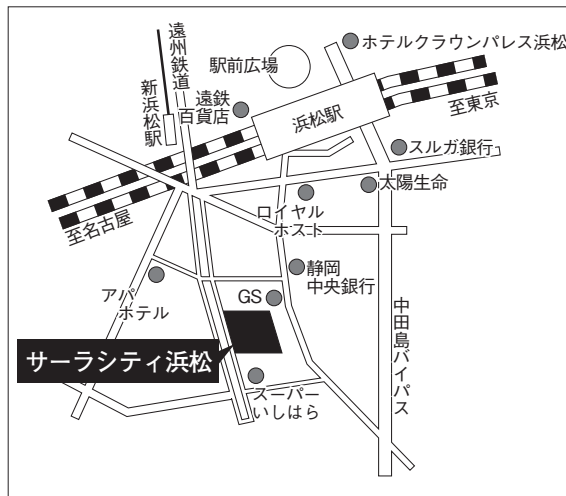 ホテルクラウンパレス浜松
駅前広場
遠州鉄道
新浜松駅
遠鉄
百貨店
浜松駅
至東京
スルガ銀行
太陽生命
ロイヤル
ホスト
至名古屋
静岡
中央銀行
アパ
ホテル
GS
中田島バイパス
サーラシティ浜松
スーパー
いしはら